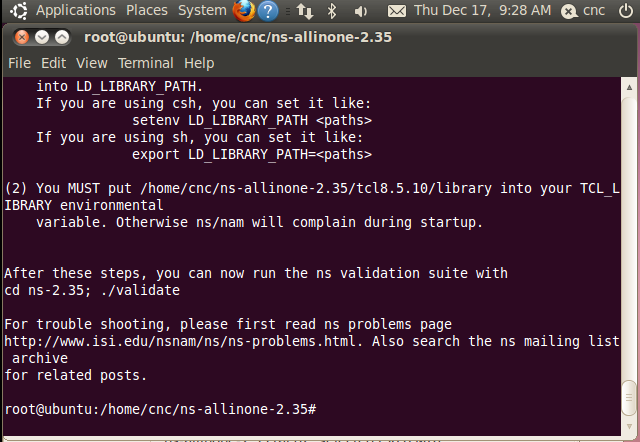 Applications Places System ? Thu Dec 17, 9:28 AM cnc
root@ubuntu: /home/cnc/ns-allinone-2.35
File Edit View Terminal Help
into LD_LIBRARY_PATH.
If you are using csh, you can set it like:
setenv LD_LIBRARY_PATH <paths>
If you are using sh, you can set it like:
export LD_LIBRARY_PATH=<paths>
(2) You MUST put /home/cnc/ns-allinone-2.35/tcl8.5.10/library into your TCL_L
IBRARY environmental
variable. Otherwise ns/nam will complain during startup.
After these steps, you can now run the ns validation suite with
cd ns-2.35; ./validate
For trouble shooting, please first read ns problems page
http://www.isi.edu/nsnam/ns/ns-problems.html. Also search the ns mailing list
archive
for related posts.
root@ubuntu:/home/cnc/ns-allinone-2.35#